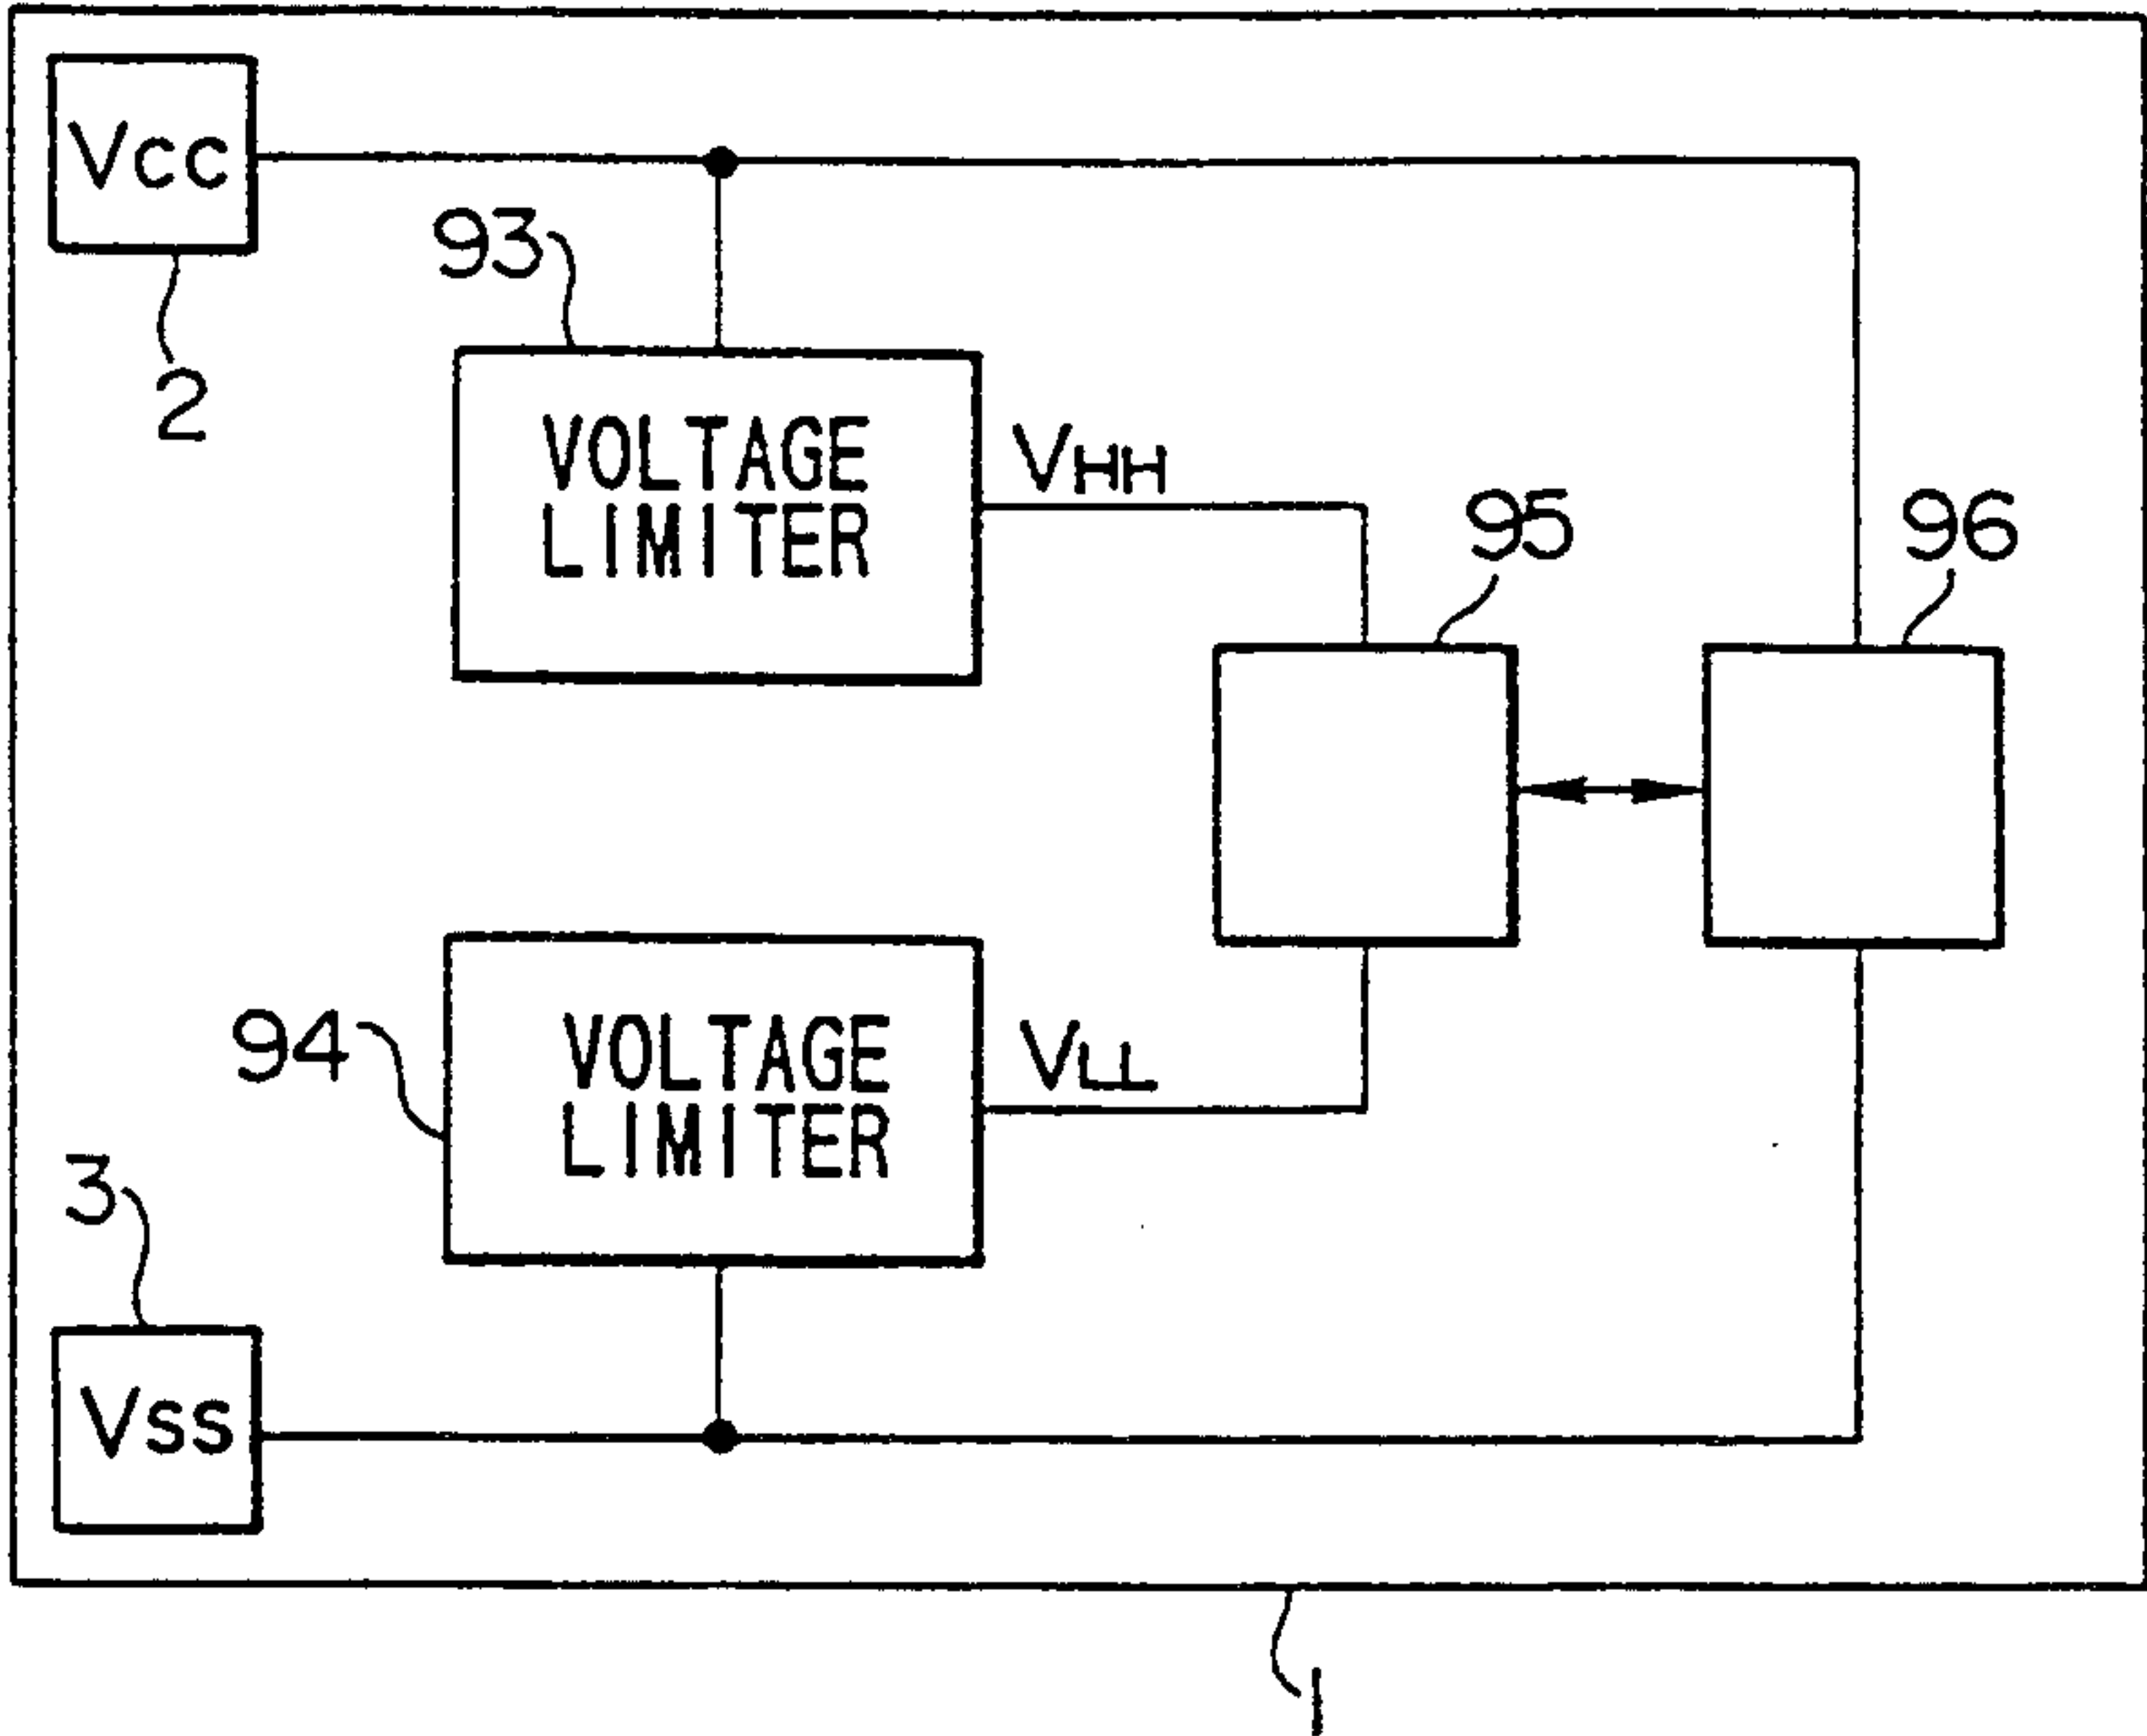 Vcc
2
93
VOLTAGE
LIMITER
VHH
95
96
94
VOLTAGE
LIMITER
VLL
3
Vss
1